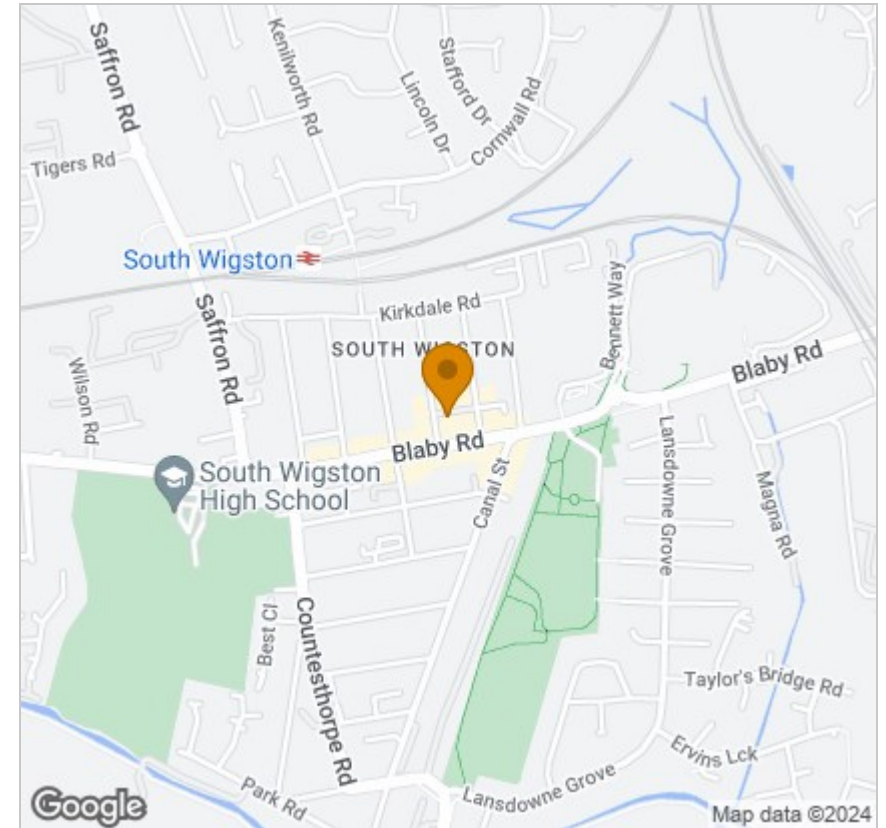 Saffron Rd
Kenilworth Rd
Lincoln Dr
Stafford Dr
Cornwall Rd
Tigers Rd
South Wigston
Saffron Rd
Kirkdale Rd
Bennett Way
SOUTH WIGSTON
Blaby Rd
Wilson Rd
Blaby Rd
South Wigston
High School
Canal St
Lansdowne Grove
Magna Rd
Best Cl
Countesthorpe Rd
Taylor's Bridge Rd
Ervins Lck
Park Rd
Lansdowne Grove
Google
Map data ©2024